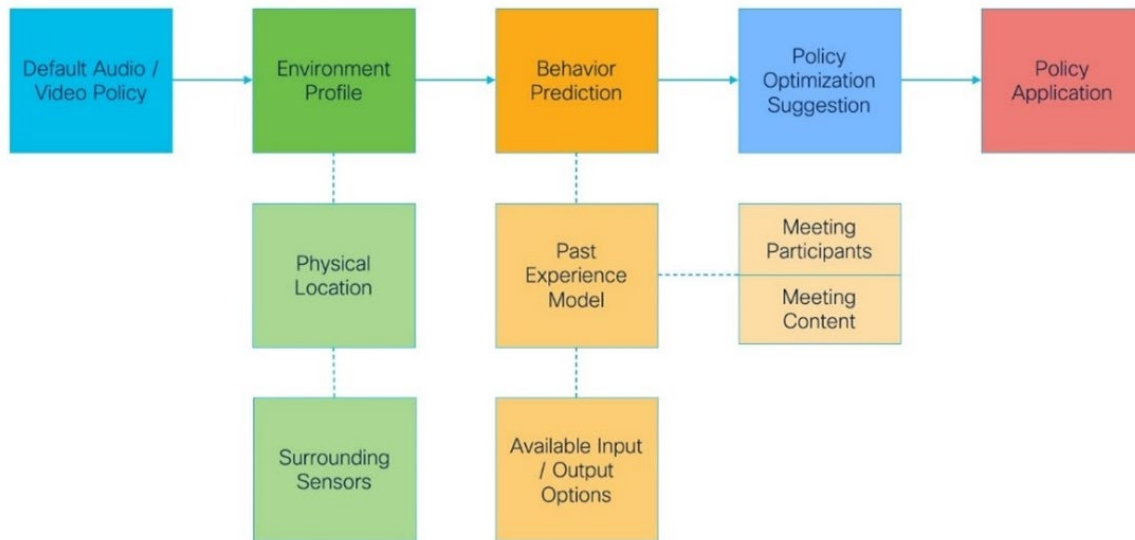 Default Audio /
Video Policy
Environment
Profile
Behavior
Prediction
Policy
Optimization
Suggestion
Policy
Application
Physical
Location
Past
Experience
Model
Meeting
Participants
Meeting
Content
Surrounding
Sensors
Available Input
/ Output
Options